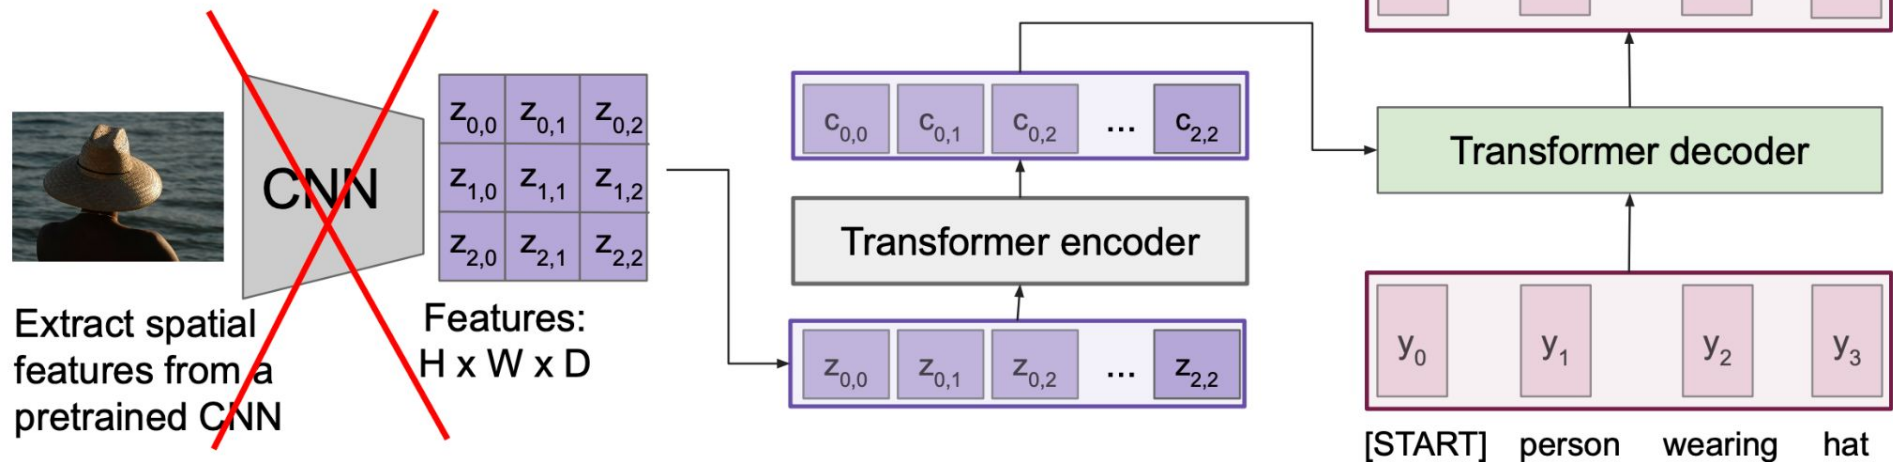 CNN
z0,0 z0,1 z0,2
z1,0 z1,1 z1,2
z2,0 z2,1 z2,2
Extract spatial
features from a
pretrained CNN
Features:
H x W x D
c0,0 c0,1 c0,2 ... c2,2
Transformer encoder
z0,0 z0,1 z0,2 ... z2,2
Transformer decoder
y0 y1 y2 y3
[START] person wearing hat